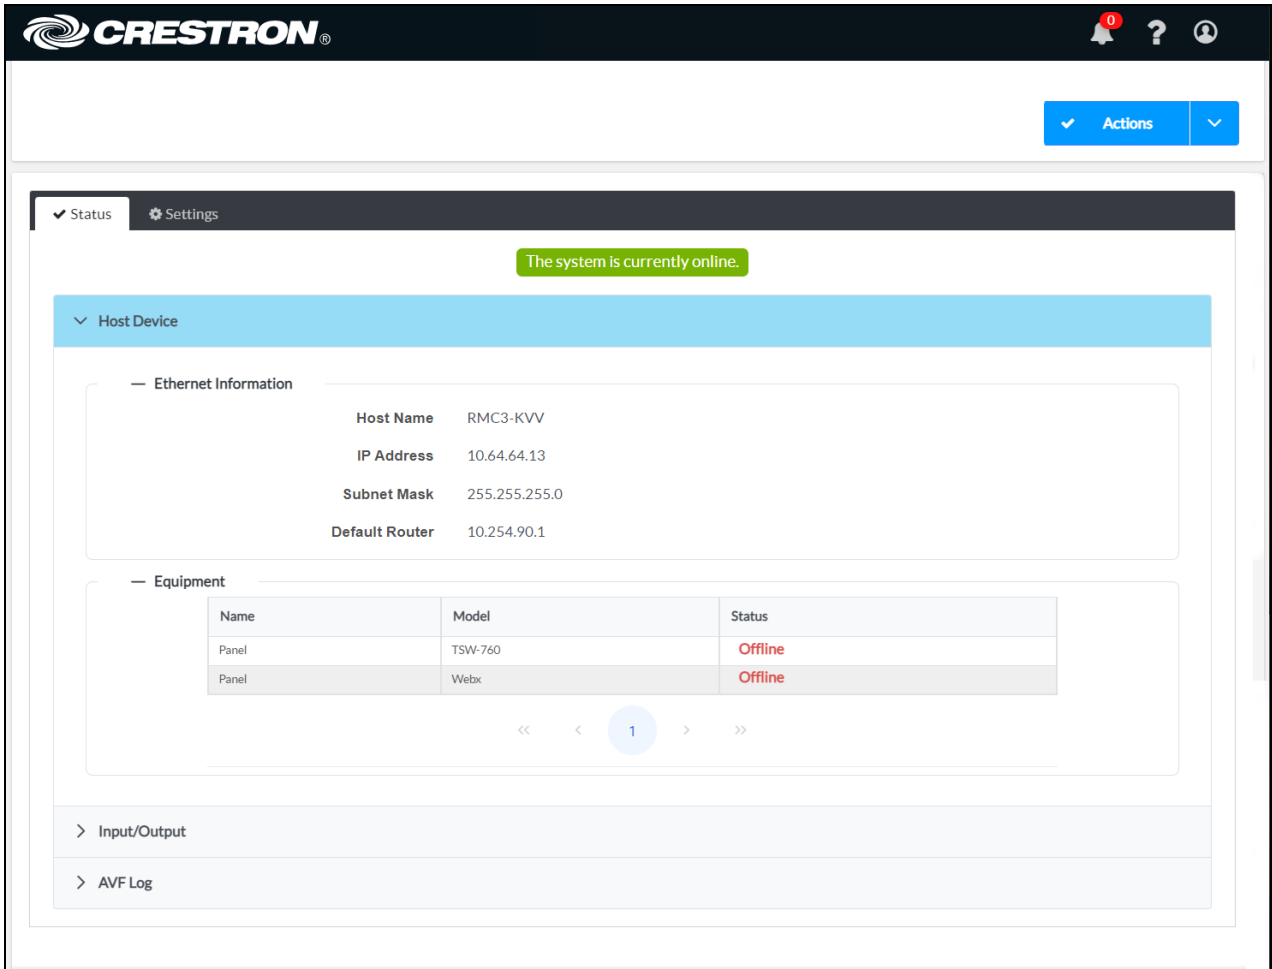 CRESTRON®
0
?
Actions
Status
Settings
The system is currently online.
Host Device
Ethernet Information
Host Name RMC3-KVV
IP Address 10.64.64.13
Subnet Mask 255.255.255.0
Default Router 10.254.90.1
Equipment
Name Model Status
Panel TSW-760 Offline
Panel Webx Offline
1
Input/Output
AVF Log